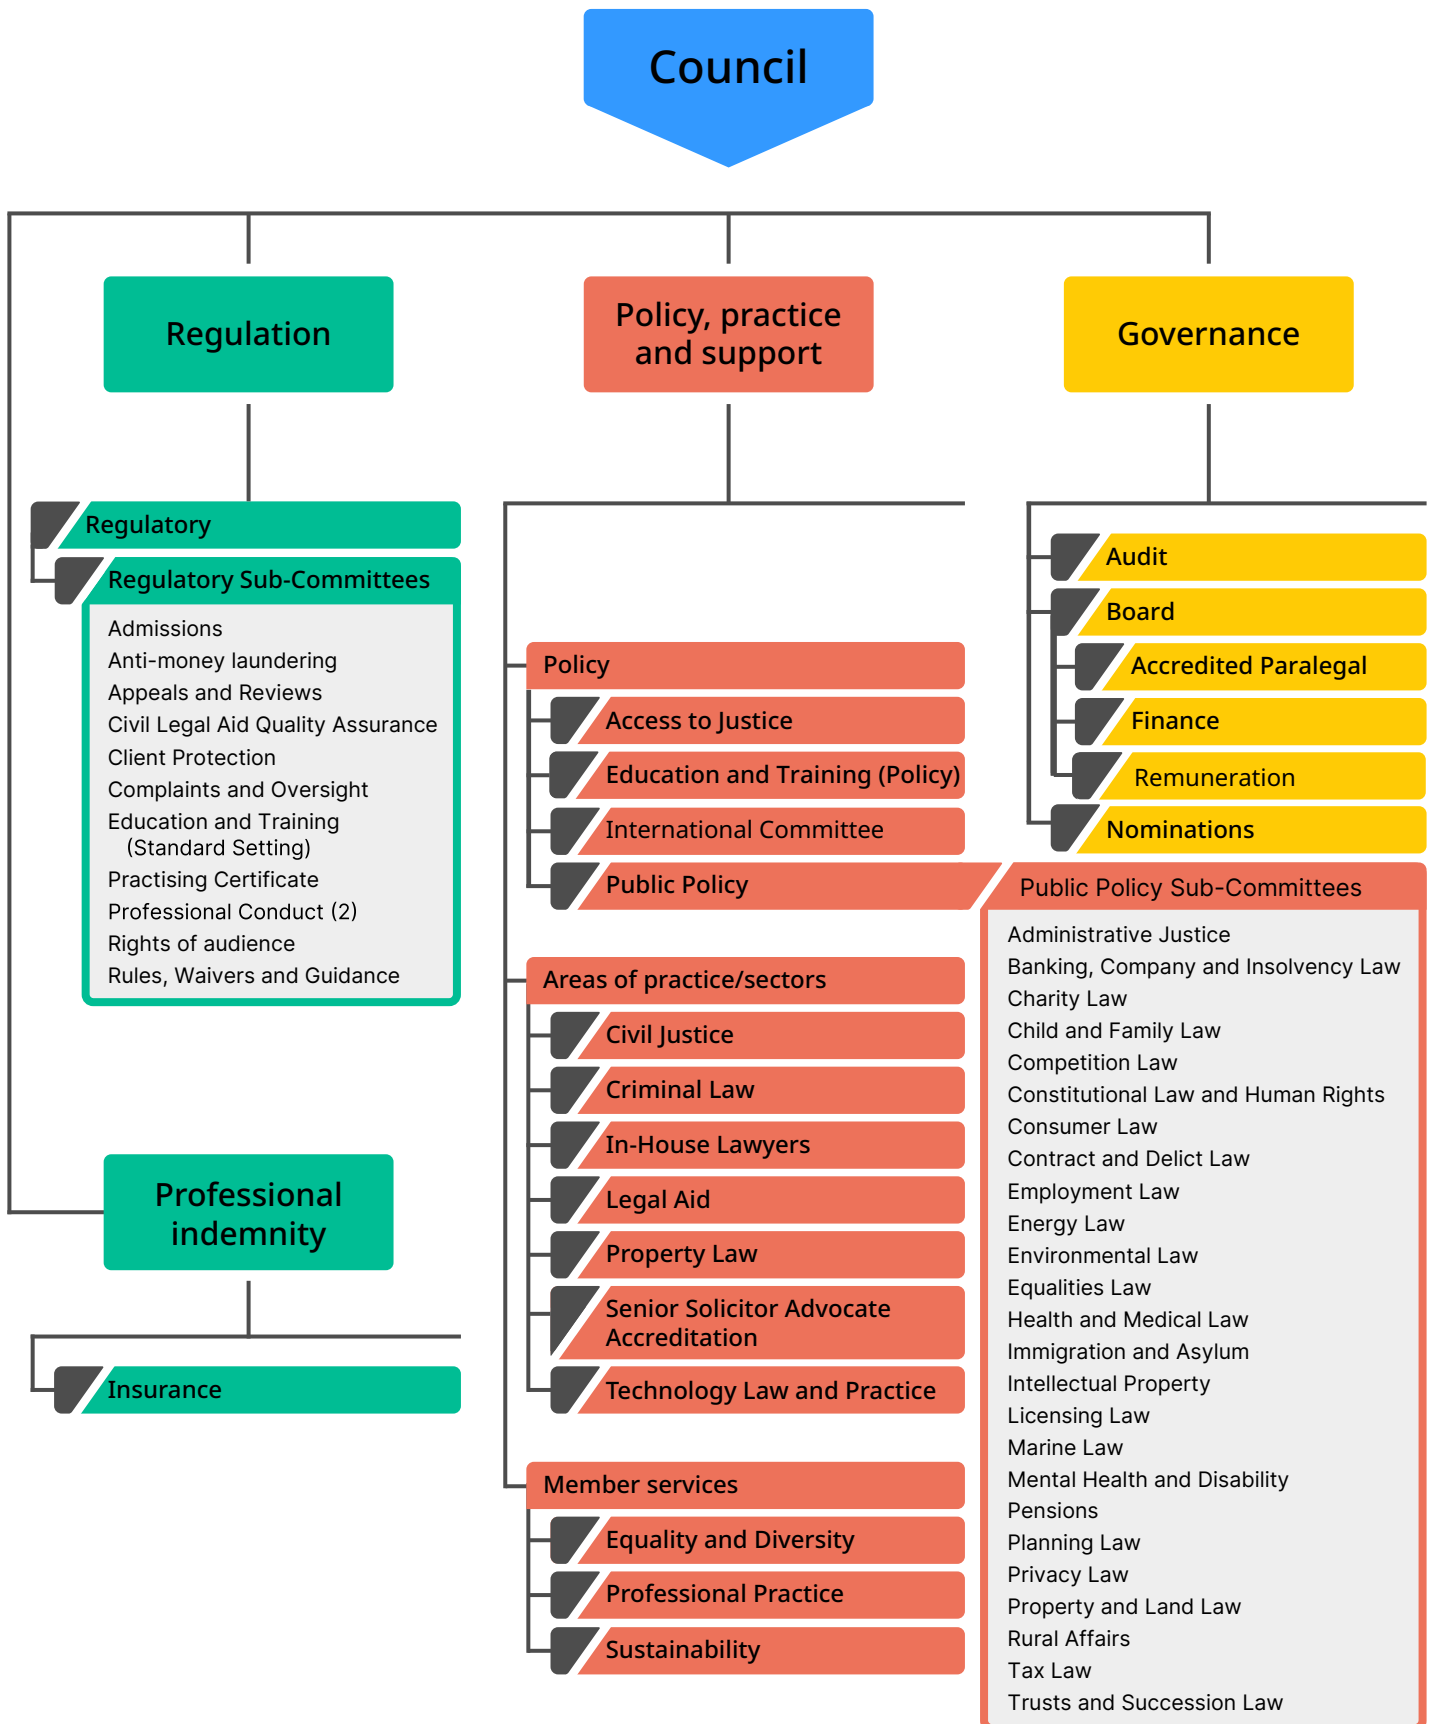 Council
Regulation
Policy, practice
and support
Governance
Regulatory
Regulatory Sub-Committees
Admissions
Anti-money laundering
Appeals and Reviews
Civil Legal Aid Quality Assurance
Client Protection
Complaints and Oversight
Education and Training
(Standard Setting)
Practising Certificate
Professional Conduct (2)
Rights of audience
Rules, Waivers and Guidance
Professional
indemnity
Insurance
Policy
Access to Justice
Education and Training (Policy)
International Committee
Public Policy
Areas of practice/sectors
Civil Justice
Criminal Law
In-House Lawyers
Legal Aid
Property Law
Senior Solicitor Advocate
Accreditation
Technology Law and Practice
Member services
Equality and Diversity
Professional Practice
Sustainability
Audit
Board
Accredited Paralegal
Finance
Remuneration
Nominations
Public Policy Sub-Committees
Administrative Justice
Banking, Company and Insolvency Law
Charity Law
Child and Family Law
Competition Law
Constitutional Law and Human Rights
Consumer Law
Contract and Delict Law
Employment Law
Energy Law
Environmental Law
Equalities Law
Health and Medical Law
Immigration and Asylum
Intellectual Property
Licensing Law
Marine Law
Mental Health and Disability
Pensions
Planning Law
Privacy Law
Property and Land Law
Rural Affairs
Tax Law
Trusts and Succession Law